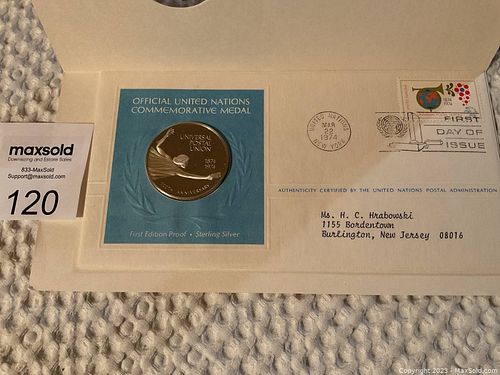 OFFICIAL UNITED NATIONS
COMMEMORATIVE MEDAL
UNIVERSAL
POSTAL
UNION
1874
1974
100TH ANNIVERSARY
First Edition Proof • Sterling Silver
maxsold
Downsizing and Estate Sales
833-MaxSold
Support@maxsold.com
120
UNITED NATIONS
MAR
22
1974
NEW YORK
FIRST
DAY OF
ISSUE
AUTHENTICITY CERTIFIED BY THE UNITED NATIONS POSTAL ADMINISTRATION
Ms. H. C. Hrabowski
1155 Bordentown
Burlington, New Jersey 08016
Copyright 2023 - MaxSold.com